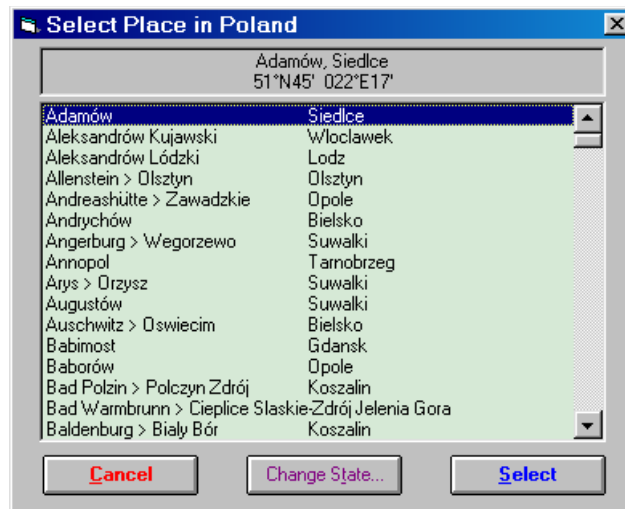 Select Place in Poland
Adamów, Siedlce
51°N45' 022°E17'
Adamów Siedlce
Aleksandrów Kujawski Wloclawek
Aleksandrów Lódzki Lodz
Allenstein > Olsztyn Olsztyn
Andreashütte > Zawadzkie Opole
Andrychów Bielsko
Angerburg > Wegorzewo Suwalki
Annopol Tarnobrzeg
Arys > Orzysz Suwalki
Augustów Suwalki
Auschwitz > Oswiecim Bielsko
Babimost Gdansk
Baborów Opole
Bad Polzin > Polczyn Zdrój Koszalin
Bad Warmbrunn > Cieplice Slaskie-Zdrój Jelenia Gora
Baldenburg > Bialy Bór Koszalin
Cancel Change State... Select